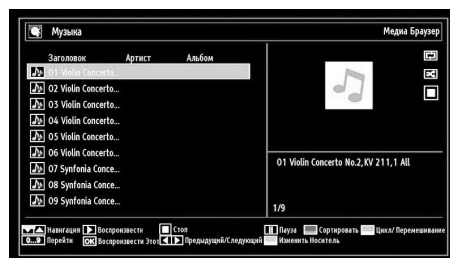 Музыка Медиа Браузер
Заголовок Артист Альбом
01 Violin Concerto...
02 Violin Concerto...
03 Violin Concerto...
04 Violin Concerto...
05 Violin Concerto...
06 Violin Concerto...
07 Synfonia Conce...
08 Synfonia Conce...
09 Synfonia Conce...
01 Violin Concerto No.2,KV 211,1 All
1/9
Навигация Воспроизвести Стоп Пауза Сортировать Цикл/ Перемешивание
0...9 Перейти OK Воспроизвести Этот Предыдущий/Следующий Изменить Носитель